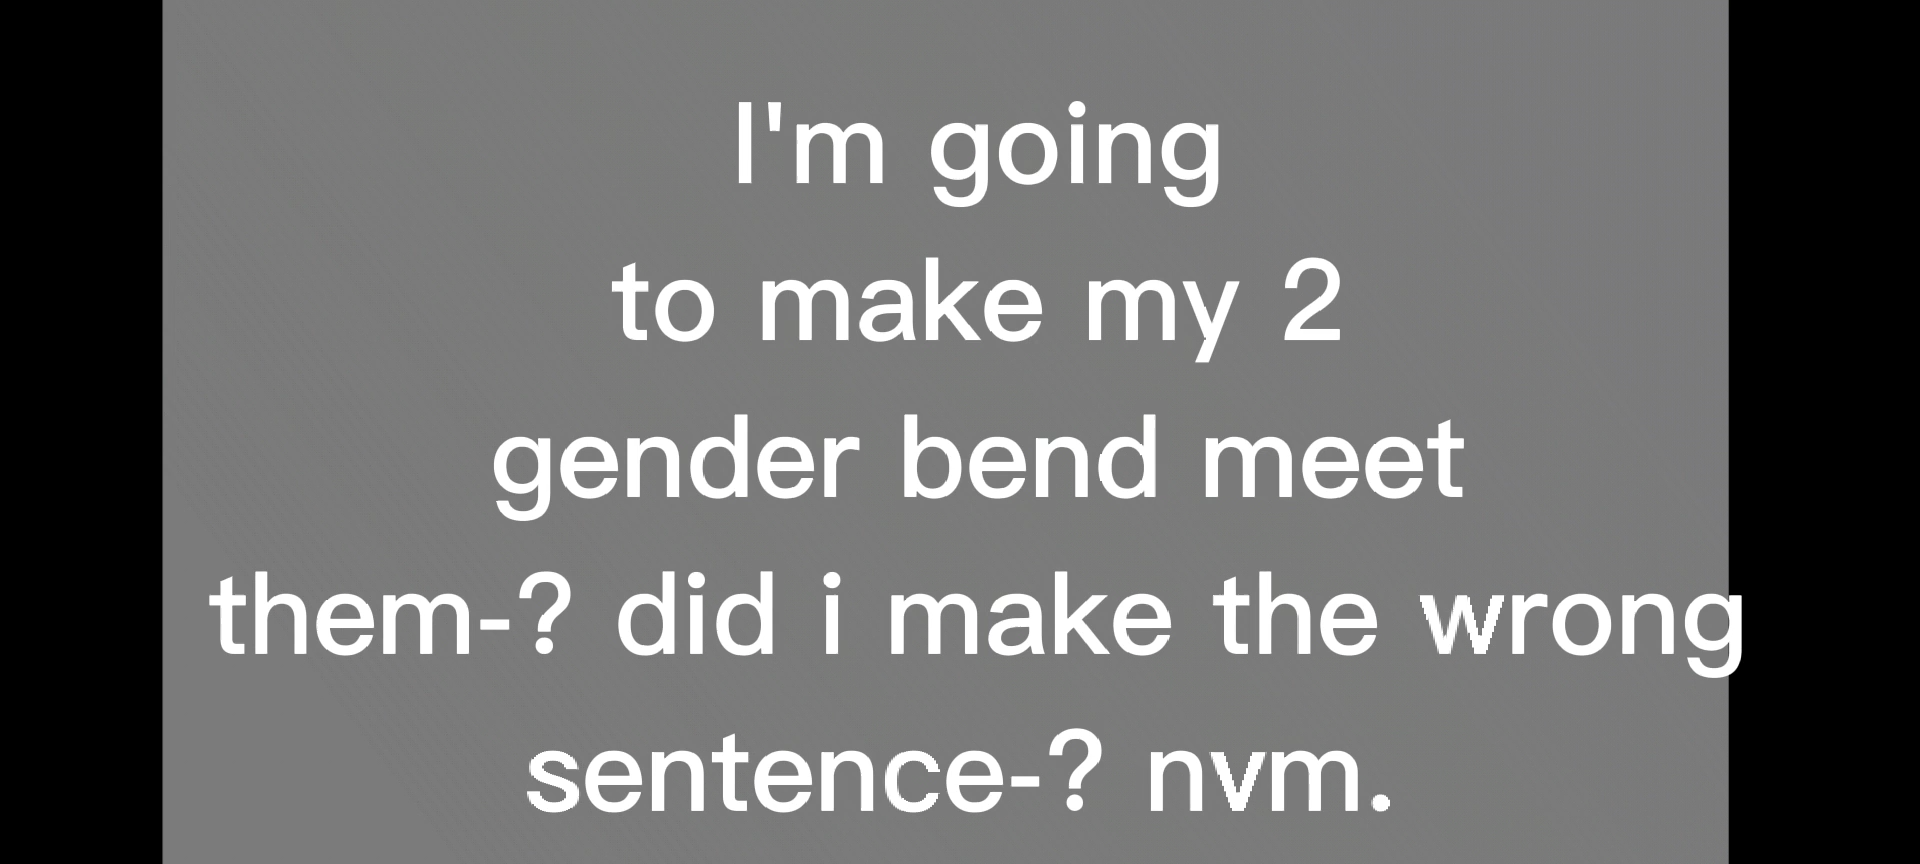 I'm going
to make my 2
gender bend meet
them-? did i make the wrong
sentence-? nvm.